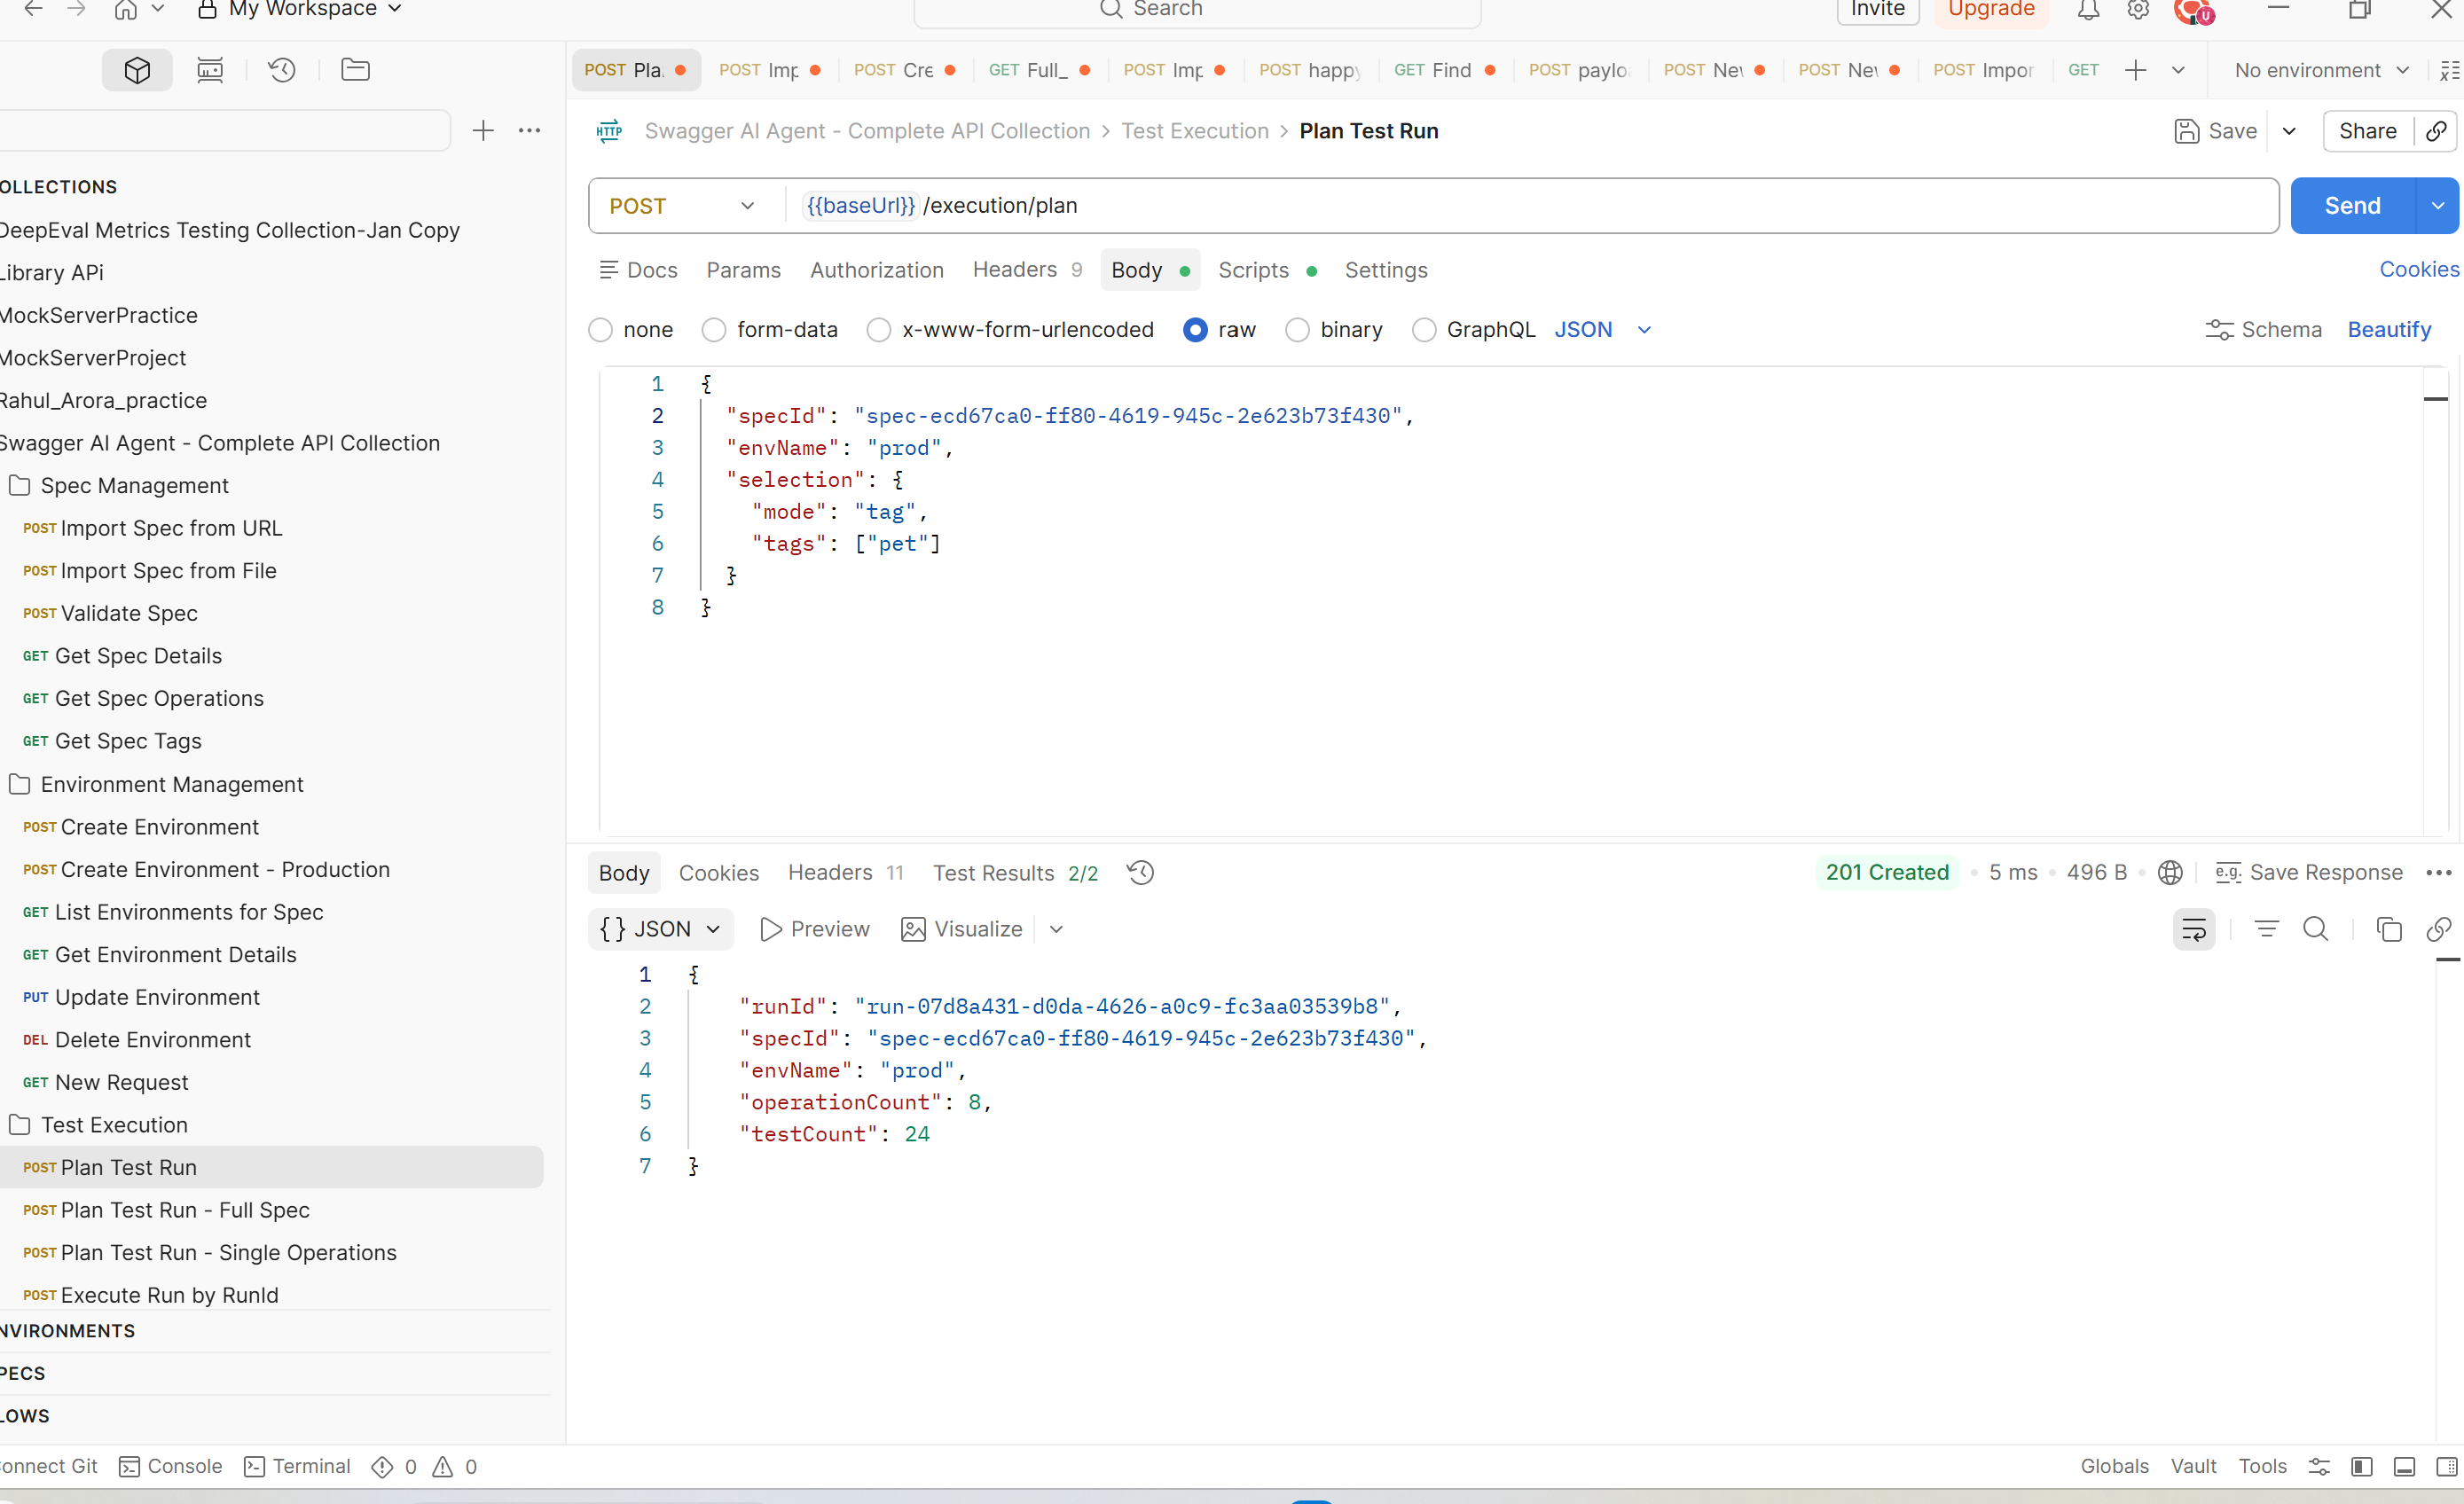 My Workspace
Search
Invite
Upgrade
U
POST Pla
POST Imp
POST Cre
GET Full_
POST Imp
POST happy
GET Find
POST paylo
POST Nev
POST Nev
POST Impor
GET
No environment
OLLECTIONS
DeepEval Metrics Testing Collection-Jan Copy
Library APi
MockServerPractice
MockServerProject
Rahul_Arora_practice
Swagger AI Agent - Complete API Collection
Spec Management
POST Import Spec from URL
POST Import Spec from File
POST Validate Spec
GET Get Spec Details
GET Get Spec Operations
GET Get Spec Tags
Environment Management
POST Create Environment
POST Create Environment - Production
GET List Environments for Spec
GET Get Environment Details
PUT Update Environment
DEL Delete Environment
GET New Request
Test Execution
POST Plan Test Run
POST Plan Test Run - Full Spec
POST Plan Test Run - Single Operations
POST Execute Run by RunId
NVIRONMENTS
PECS
LOWS
HTTP Swagger AI Agent - Complete API Collection > Test Execution > Plan Test Run
Save
Share
POST {{baseUrl}}/execution/plan
Send
Docs Params Authorization Headers 9 Body Scripts Settings
Cookies
none form-data x-www-form-urlencoded raw binary GraphQL JSON
Schema Beautify
1 {
2 "specId": "spec-ecd67ca0-ff80-4619-945c-2e623b73f430",
3 "envName": "prod",
4 "selection": {
5 "mode": "tag",
6 "tags": ["pet"]
7 }
8 }
Body Cookies Headers 11 Test Results 2/2
201 Created 5 ms 496 B e.g. Save Response
{} JSON Preview Visualize
1 {
2 "runId": "run-07d8a431-d0da-4626-a0c9-fc3aa03539b8",
3 "specId": "spec-ecd67ca0-ff80-4619-945c-2e623b73f430",
4 "envName": "prod",
5 "operationCount": 8,
6 "testCount": 24
7 }
onnect Git Console Terminal 0 0
Globals Vault Tools